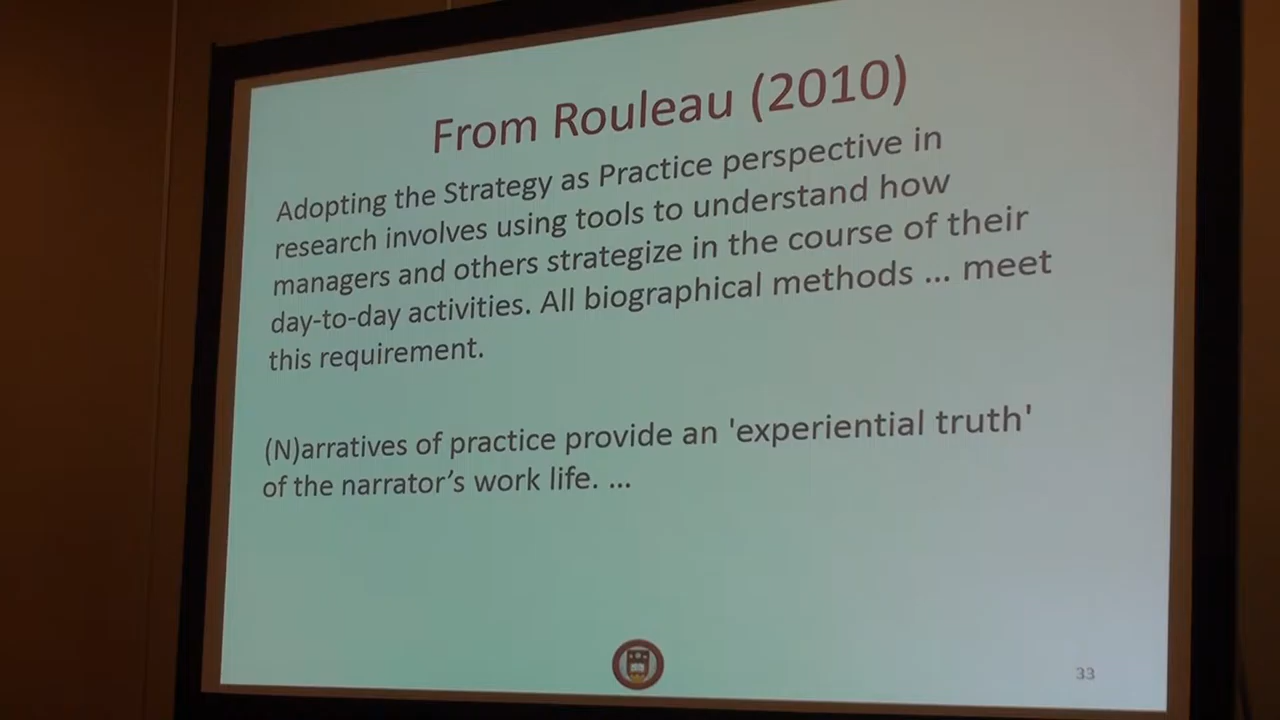 From Rouleau (2010)
Adopting the Strategy as Practice perspective in
research involves using tools to understand how
managers and others strategize in the course of their
day-to-day activities. All biographical methods ... meet
this requirement.
(N)arratives of practice provide an 'experiential truth'
of the narrator’s work life. ...
33